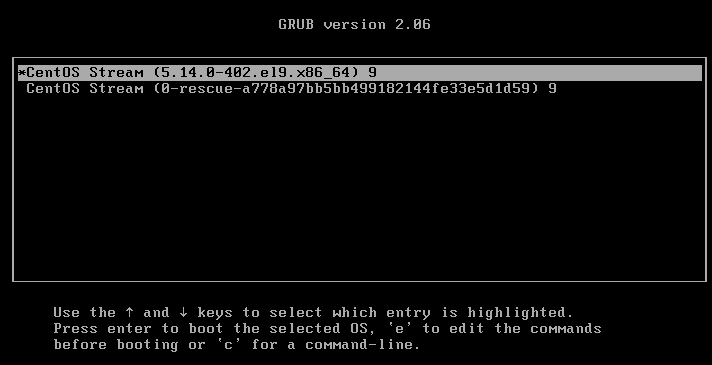 GRUB version 2.06
*CentOS Stream (5.14.0-402.el9.x86_64) 9
CentOS Stream (0-rescue-a778a97bb5bb499182144fe33e5d1d59) 9
Use the ↑ and ↓ keys to select which entry is highlighted.
Press enter to boot the selected OS, `e' to edit the commands
before booting or `c' for a command-line.